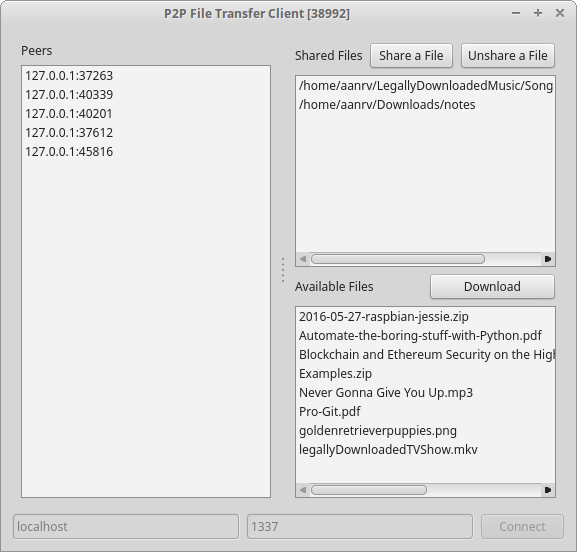 P2P File Transfer Client [38992]
Peers
127.0.0.1:37263
127.0.0.1:40339
127.0.0.1:40201
127.0.0.1:37612
127.0.0.1:45816
Shared Files Share a File Unshare a File
/home/aanrv/LegallyDownloadedMusic/Song
/home/aanrv/Downloads/notes
Available Files Download
2016-05-27-raspbian-jessie.zip
Automate-the-boring-stuff-with-Python.pdf
Blockchain and Ethereum Security on the High
Examples.zip
Never Gonna Give You Up.mp3
Pro-Git.pdf
goldenretrieverpuppies.png
legallyDownloadedTVShow.mkv
localhost 1337 Connect